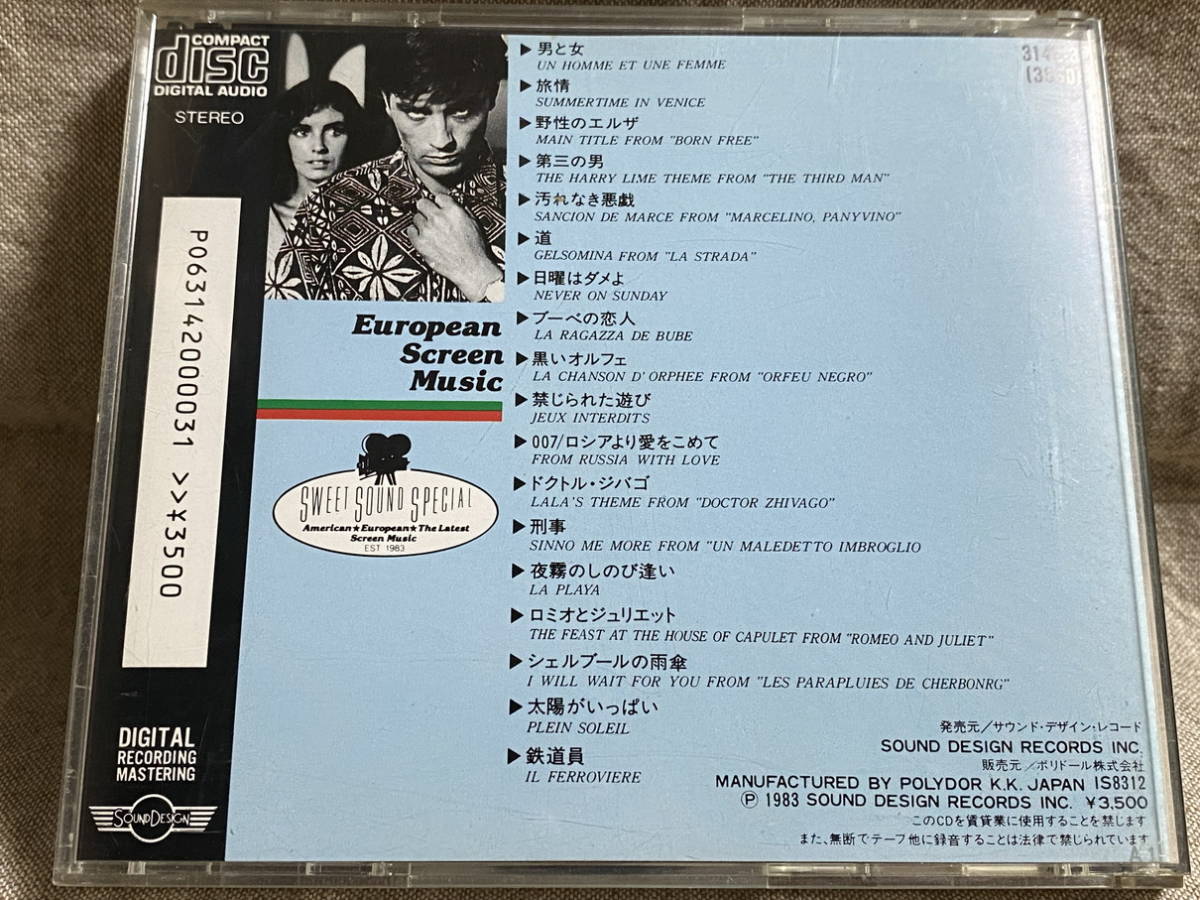 COMPACT
disc
DIGITAL AUDIO
STEREO
P063142000031 >>¥3500
DIGITAL
RECORDING
MASTERING
SOUNDDESIGN
European
Screen
Music
SWEET SOUND SPECIAL
American★European★The Latest
Screen Music
EST 1983
▶ 男と女
UN HOMME ET UNE FEMME
▶ 旅情
SUMMERTIME IN VENICE
▶ 野性のエルザ
MAIN TITLE FROM "BORN FREE"
▶ 第三の男
THE HARRY LIME THEME FROM "THE THIRD MAN"
▶ 汚れなき悪戯
SANCION DE MARCE FROM "MARCELINO, PANYVINO"
▶ 道
GELSOMINA FROM "LA STRADA"
▶ 日曜はダメよ
NEVER ON SUNDAY
▶ ブーベの恋人
LA RAGAZZA DE BUBE
▶ 黒いオルフェ
LA CHANSON D' ORPHEE FROM "ORFEU NEGRO"
▶ 禁じられた遊び
JEUX INTERDITS
▶ 007/ロシアより愛をこめて
FROM RUSSIA WITH LOVE
▶ ドクトル・ジバゴ
LALA'S THEME FROM "DOCTOR ZHIVAGO"
▶ 刑事
SINNO ME MORE FROM "UN MALEDETTO IMBROGLIO
▶ 夜霧のしのび逢い
LA PLAYA
▶ ロミオとジュリエット
THE FEAST AT THE HOUSE OF CAPULET FROM "ROMEO AND JULIET"
▶ シェルブールの雨傘
I WILL WAIT FOR YOU FROM "LES PARAPLUIES DE CHERBONRG"
▶ 太陽がいっぱい
PLEIN SOLEIL
▶ 鉄道員
IL FERROVIERE
発売元/サウンド・デザイン・レコード
SOUND DESIGN RECORDS INC.
販売元/ポリドール株式会社
MANUFACTURED BY POLYDOR K.K. JAPAN IS8312
Ⓟ 1983 SOUND DESIGN RECORDS INC. ¥3,500
このCDを賃貸業に使用することを禁じます
また、無断でテープ他に録音することは法律で禁じられています